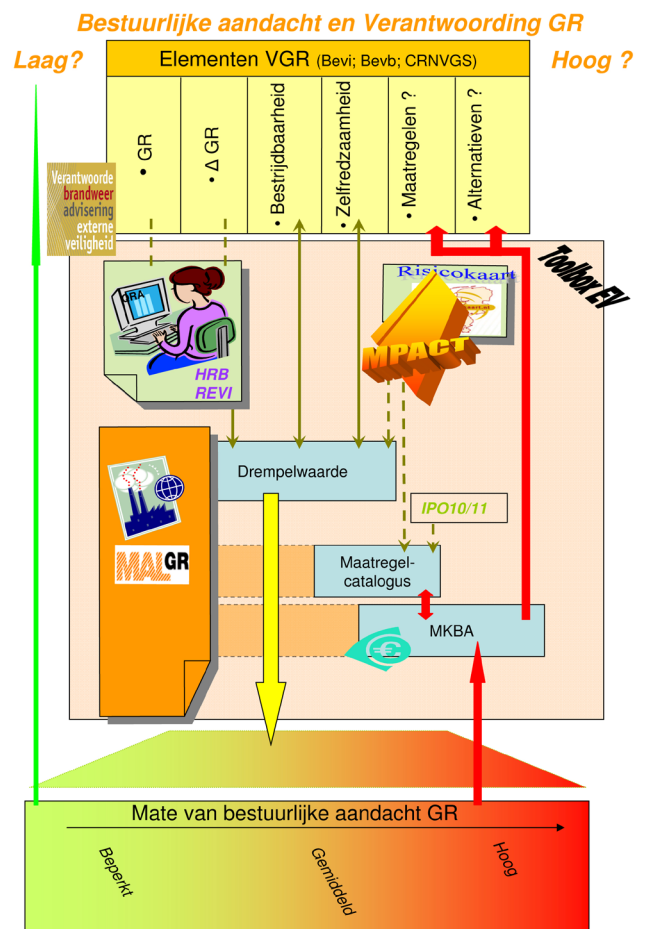 Bestuurlijke aandacht en Verantwoording GR
Laag?
Elementen VGR (Bevi; Bevb; CRNVGS)
Hoog ?
• GR
• Δ GR
• Bestrijdbaarheid
• Zelfredzaamheid
• Maatregelen ?
• Alternatieven ?
Verantwoorde
brandweer
advisering
externe
veiligheid
Toolbox EV
QRA
Risicokaart
MPACT
HRB
REVI
Drempelwaarde
IPO10/11
MALGR
Maatregel-
catalogus
MKBA
Mate van bestuurlijke aandacht GR
Beperkt
Gemiddeld
Hoog